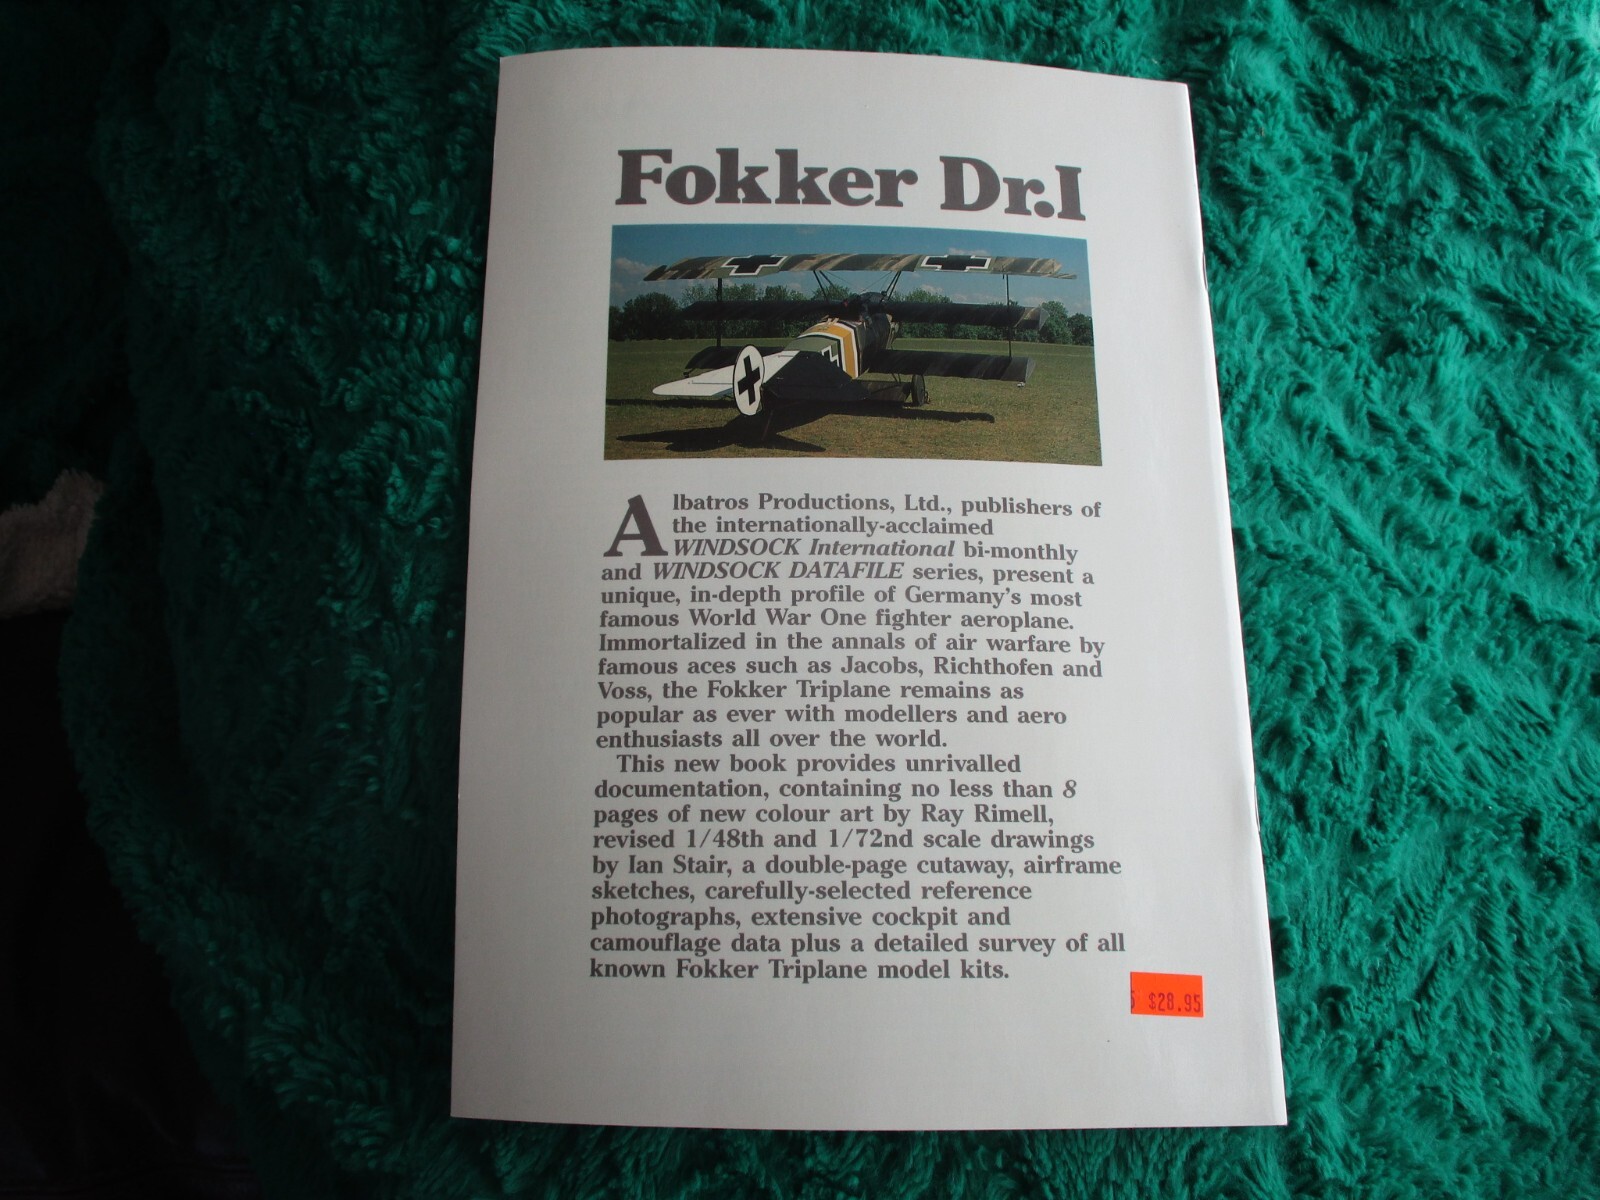 Fokker Dr.I
Albatros Productions, Ltd., publishers of
the internationally-acclaimed
WINDSOCK International bi-monthly
and WINDSOCK DATAFILE series, present a
unique, in-depth profile of Germany's most
famous World War One fighter aeroplane.
Immortalized in the annals of air warfare by
famous aces such as Jacobs, Richthofen and
Voss, the Fokker Triplane remains as
popular as ever with modellers and aero
enthusiasts all over the world.
This new book provides unrivalled
documentation, containing no less than 8
pages of new colour art by Ray Rimell,
revised 1/48th and 1/72nd scale drawings
by Ian Stair, a double-page cutaway, airframe
sketches, carefully-selected reference
photographs, extensive cockpit and
camouflage data plus a detailed survey of all
known Fokker Triplane model kits.
$28.95